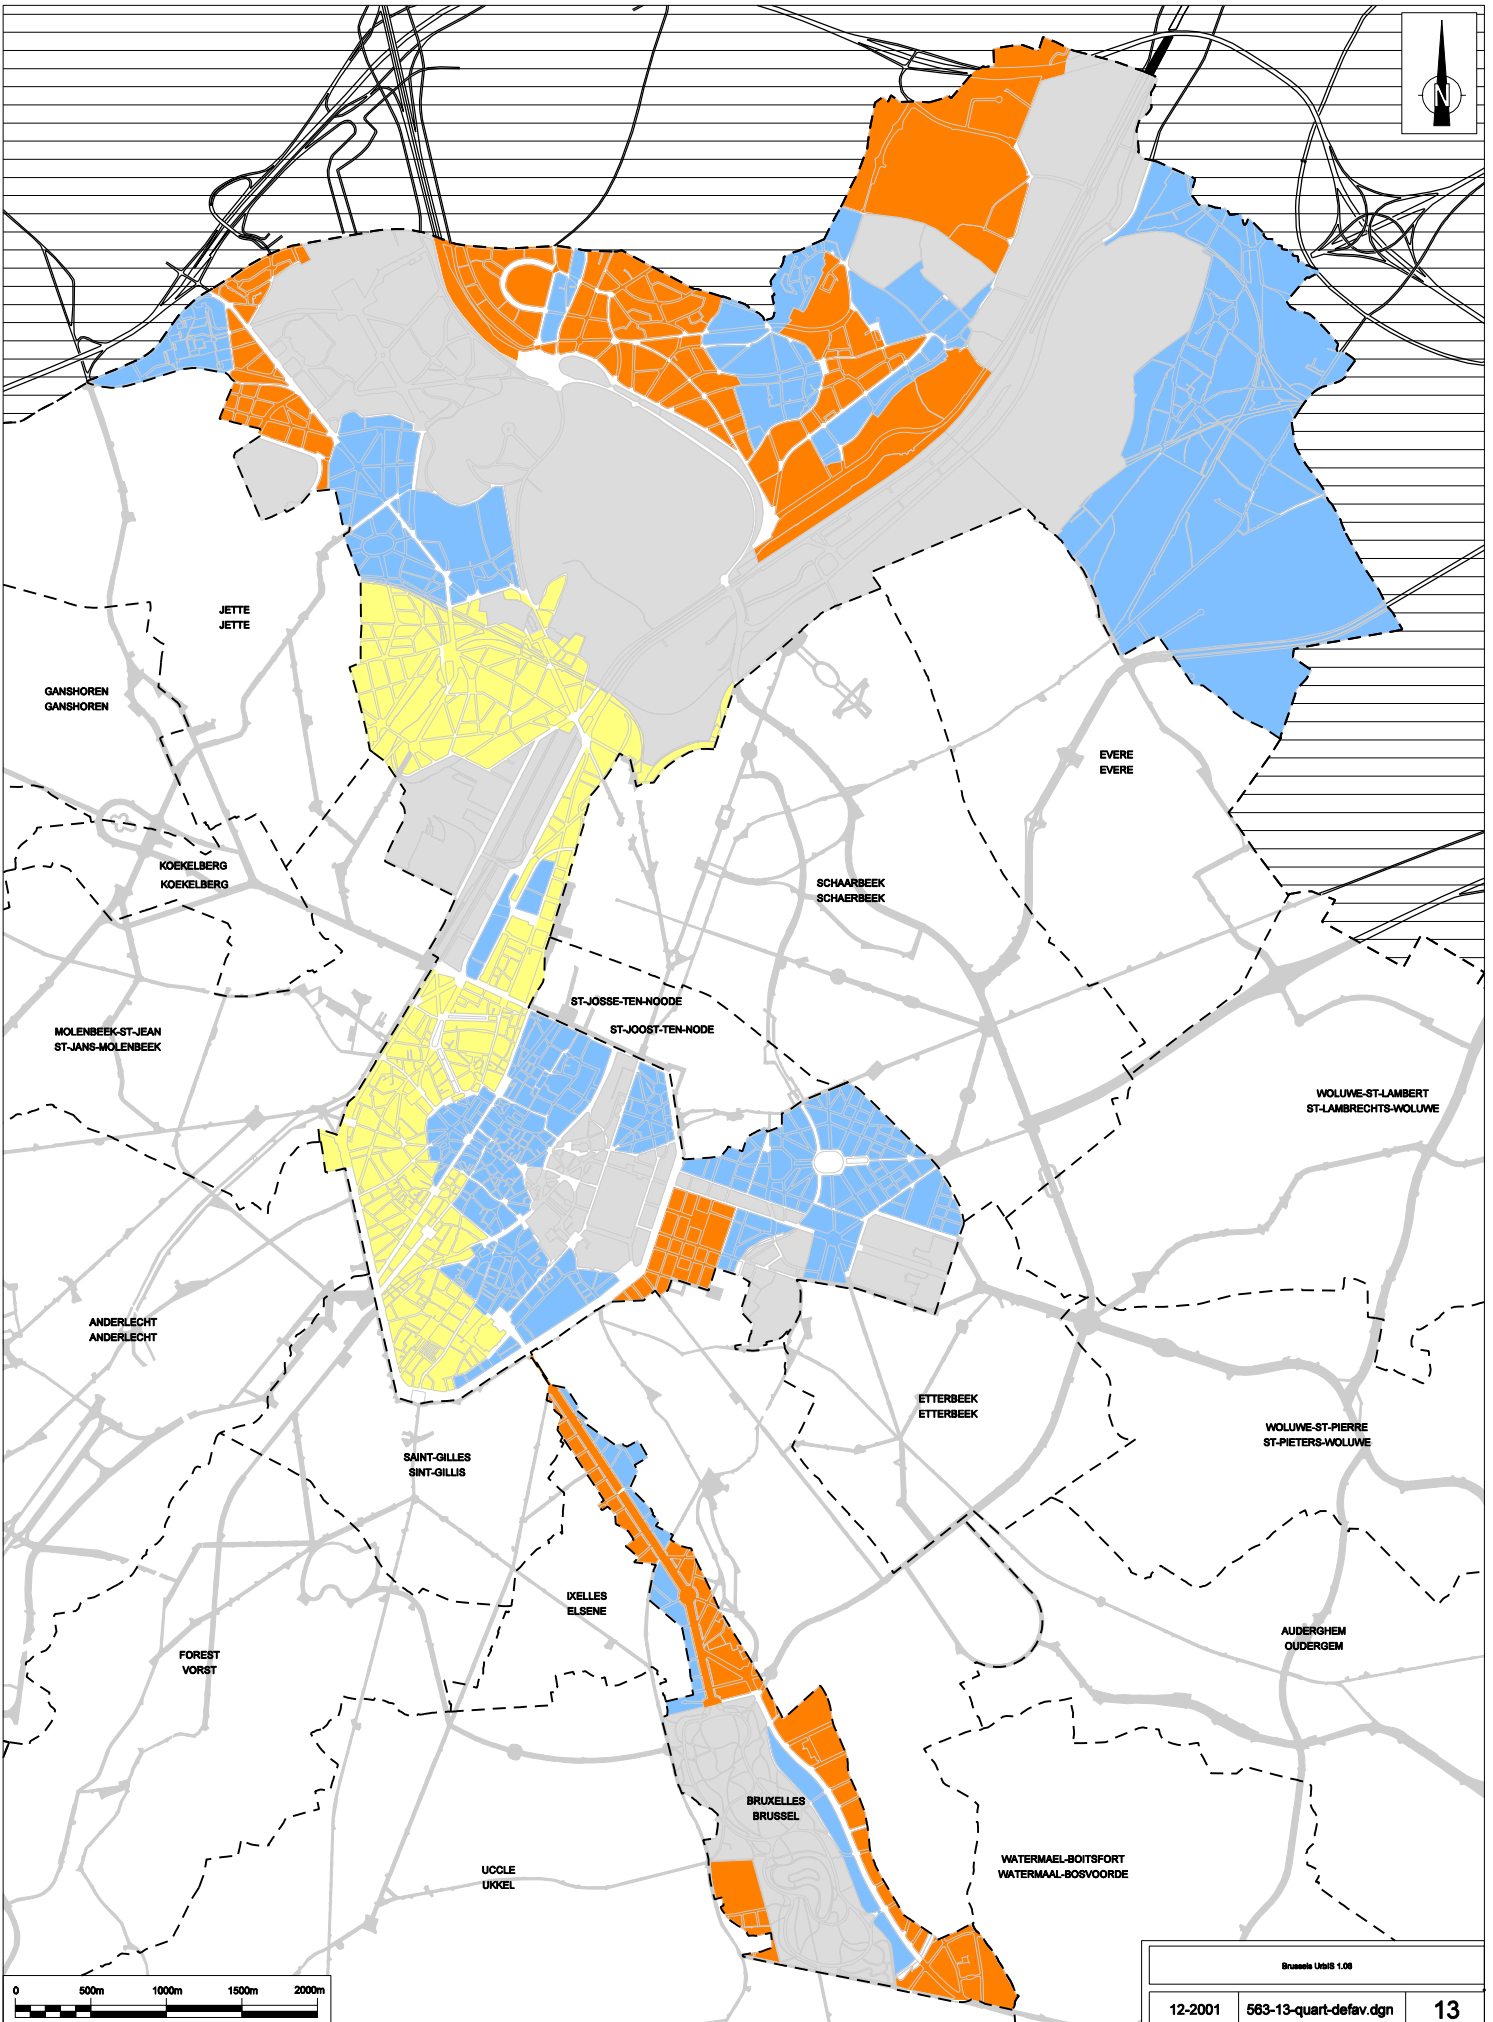 N
JETTE
JETTE
GANSHOREN
GANSHOREN
EVERE
EVERE
KOEKELBERG
KOEKELBERG
SCHAARBEEK
SCHAERBEEK
ST-JOSSE-TEN-NOODE
ST-JOOST-TEN-NODE
MOLENBEEK-ST-JEAN
ST-JANS-MOLENBEEK
WOLUWE-ST-LAMBERT
ST-LAMBRECHTS-WOLUWE
ANDERLECHT
ANDERLECHT
ETTERBEEK
ETTERBEEK
WOLUWE-ST-PIERRE
ST-PIETERS-WOLUWE
SAINT-GILLES
SINT-GILLIS
IXELLES
ELSENE
AUDERGHEM
OUDERGEM
FOREST
VORST
BRUXELLES
BRUSSEL
WATERMAEL-BOITSFORT
WATERMAAL-BOSVOORDE
UCCLE
UKKEL
0 500m 1000m 1500m 2000m
Brussels UrbIS 1.08
12-2001 563-13-quart-defav.dgn 13